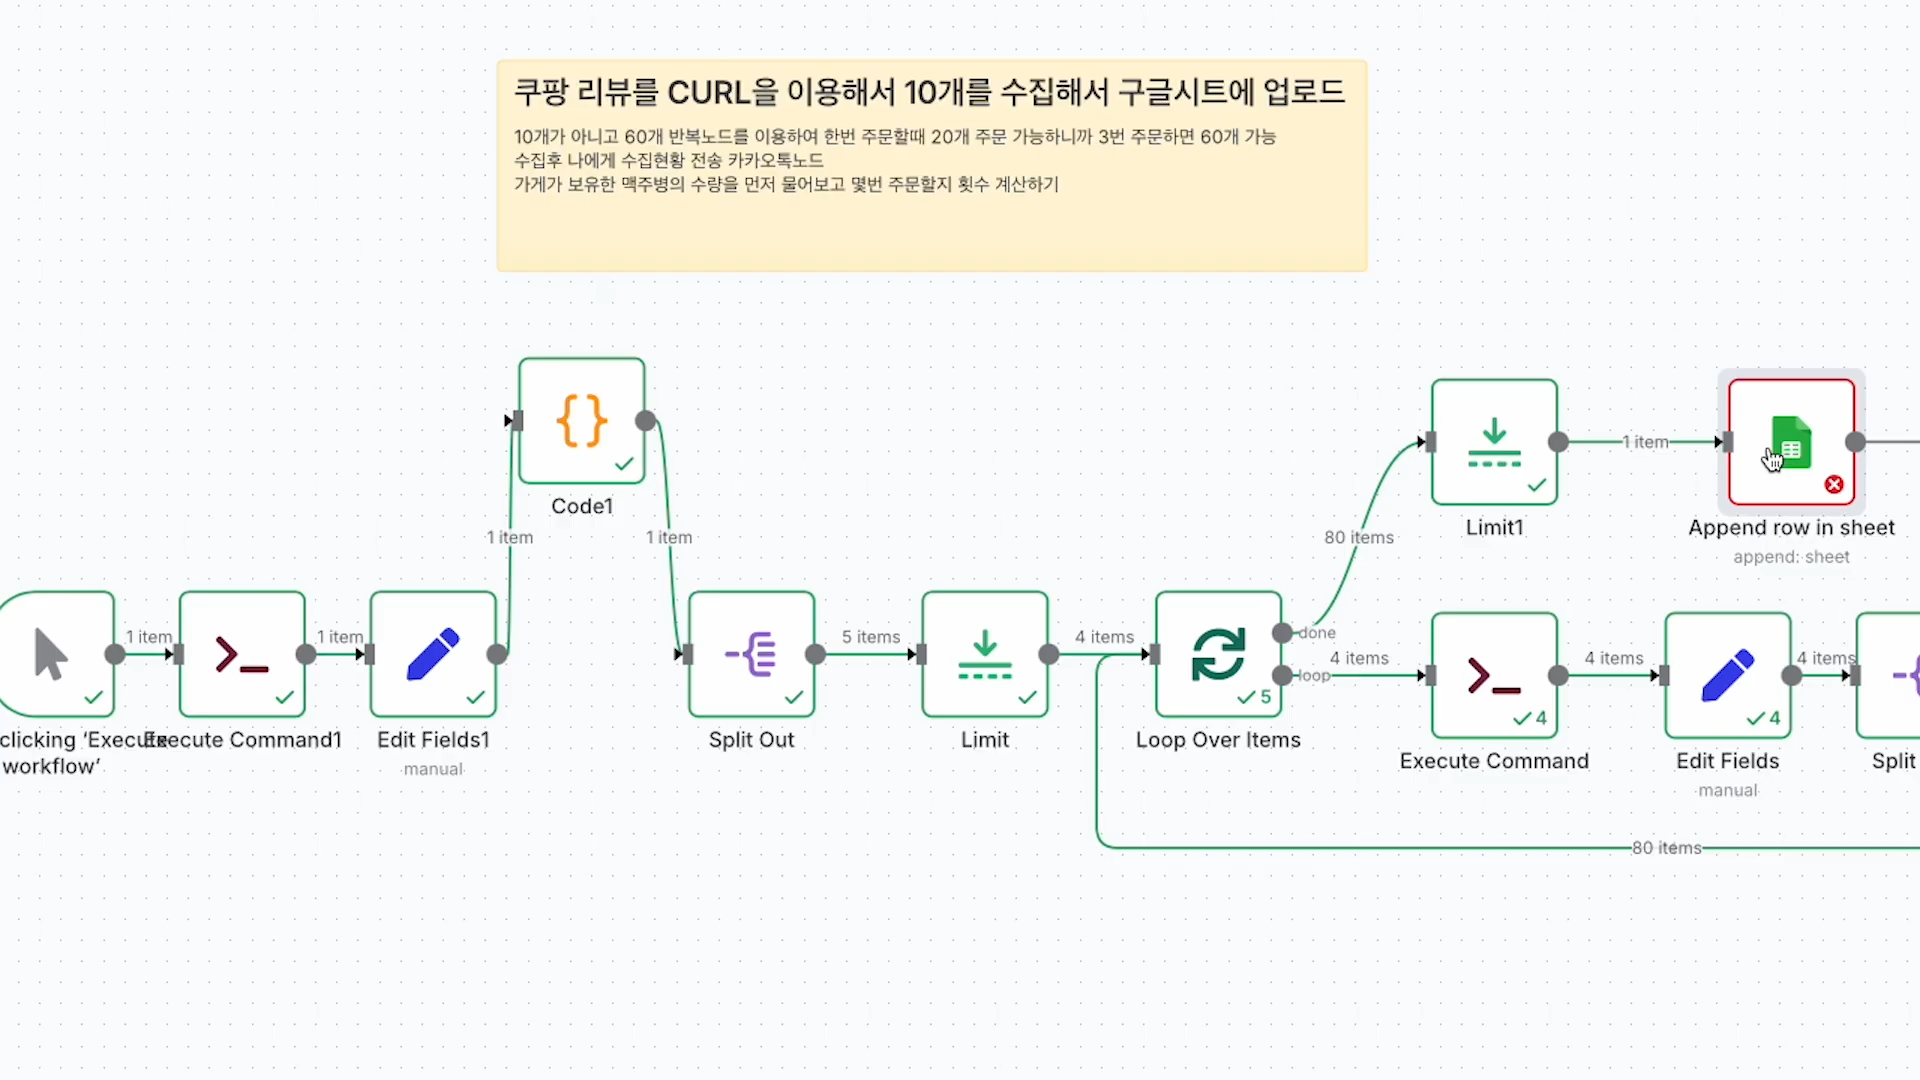 쿠팡 리뷰를 CURL을 이용해서 10개를 수집해서 구글시트에 업로드
10개가 아니고 60개 반복노드를 이용하여 한번 주문할때 20개 주문 가능하니까 3번 주문하면 60개 가능
수집후 나에게 수집현황 전송 카카오톡노드
가게가 보유한 맥주병의 수량을 먼저 물어보고 몇번 주문할지 횟수 계산하기
Code1
1 item
1 item
80 items
Limit1
1 item
Append row in sheet
append: sheet
1 item
1 item
5 items
4 items
done
loop
4 items
4 items
4 items
5
4
4
clicking ‘Execute
workflow’
Execute Command1
Edit Fields1
manual
Split Out
Limit
Loop Over Items
Execute Command
Edit Fields
manual
Split
80 items